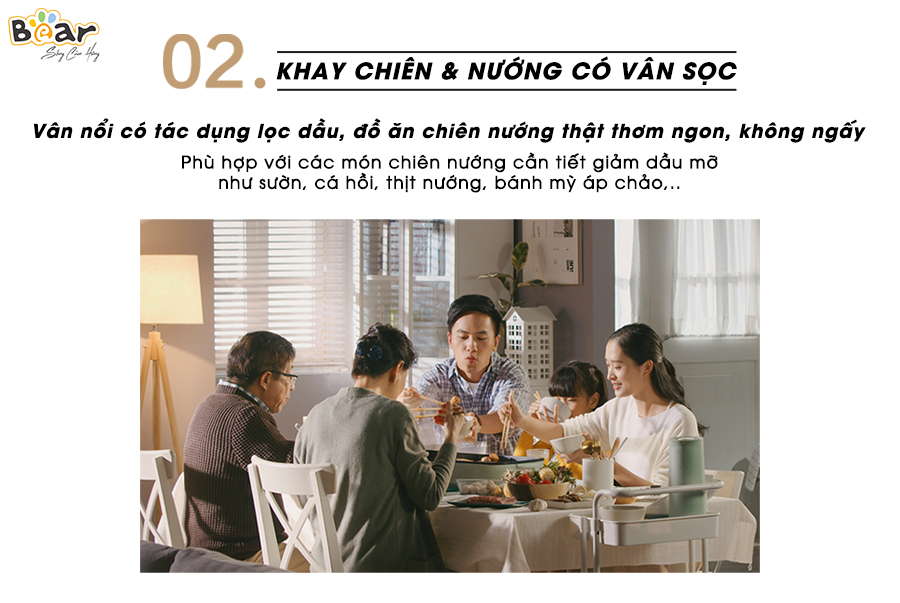 Bear
Sống Cảm Hứng
02.
KHAY CHIÊN & NƯỚNG CÓ VÂN SỌC
Vân nổi có tác dụng lọc dầu, đồ ăn chiên nướng thật thơm ngon, không ngấy
Phù hợp với các món chiên nướng cần tiết giảm dầu mỡ
như sườn, cá hồi, thịt nướng, bánh mỳ áp chảo,..